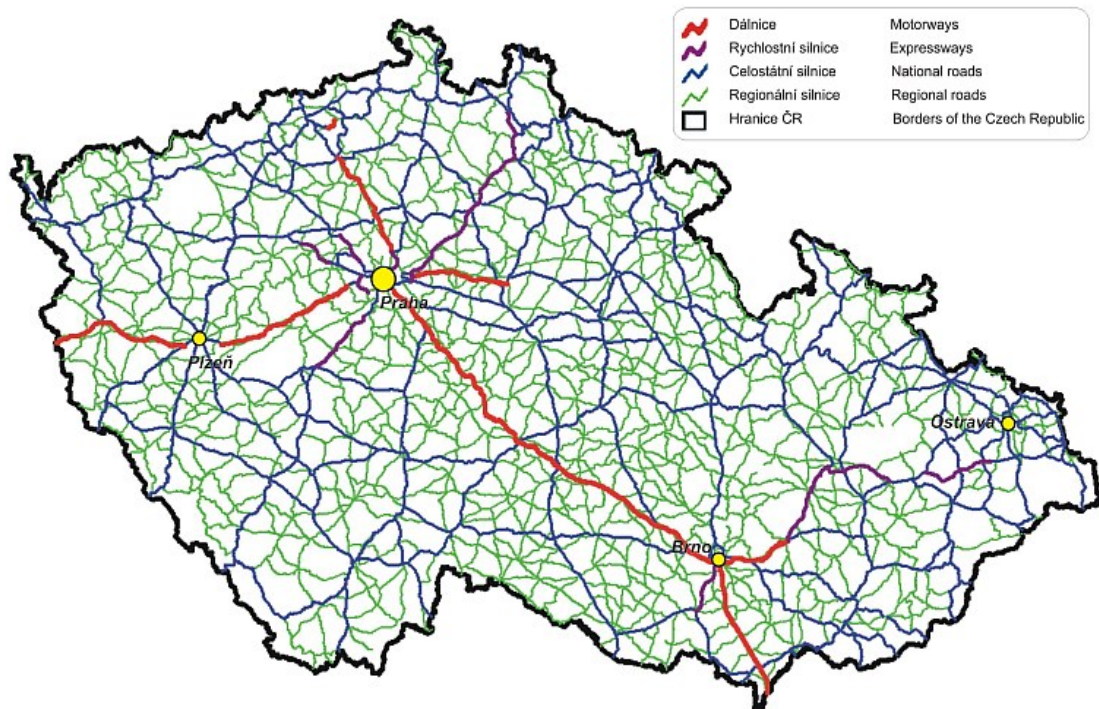 Dálnice Motorways
Rychlostní silnice Expressways
Celostátní silnice National roads
Regionální silnice Regional roads
Hranice ČR Borders of the Czech Republic
Praha
Plzeň
Ostrava
Brno